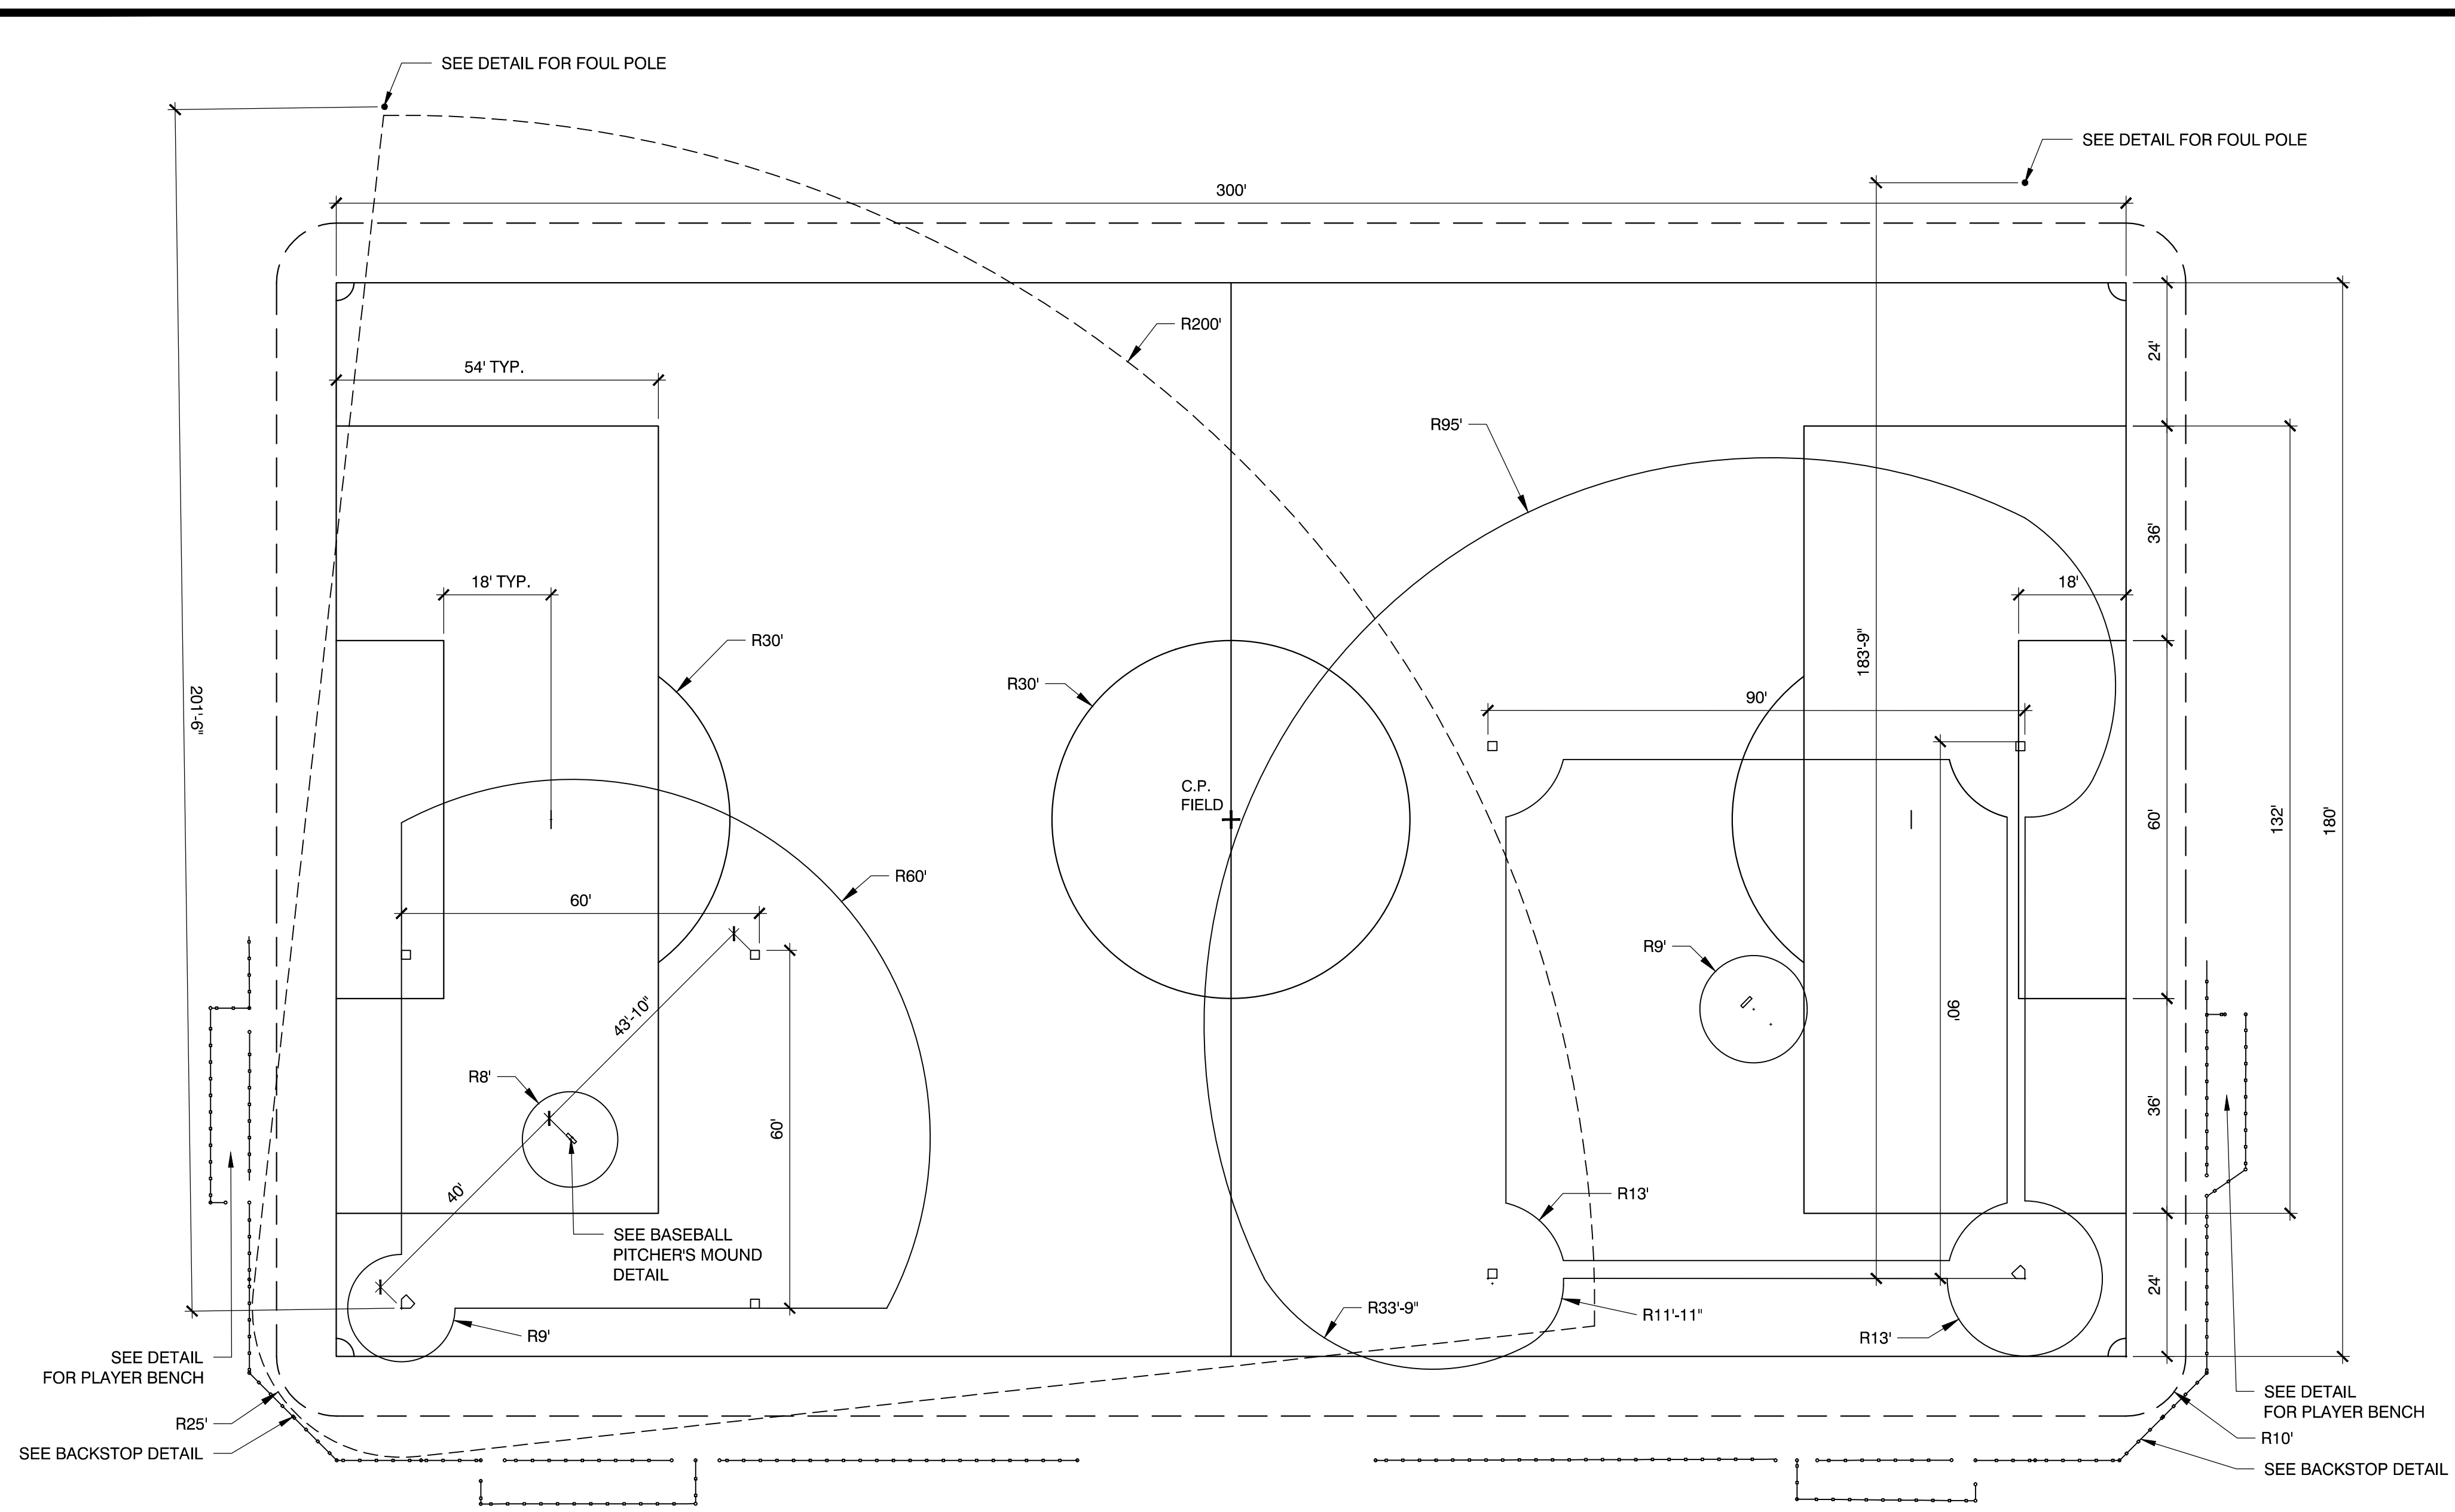 SEE DETAIL FOR FOUL POLE
SEE DETAIL FOR FOUL POLE
300'
R200'
24'
54' TYP.
R95'
36'
18' TYP.
18'
R30'
R30'
183'-9"
201'-6"
90'
C.P.
FIELD
60'
132'
180'
R60'
60'
R9'
43'-10"
90'
R8'
60'
36'
40'
R13'
SEE BASEBALL
PITCHER'S MOUND
DETAIL
24'
R33'-9"
R11'-11"
R9'
R13'
SEE DETAIL
FOR PLAYER BENCH
SEE DETAIL
FOR PLAYER BENCH
R25'
R10'
SEE BACKSTOP DETAIL
SEE BACKSTOP DETAIL